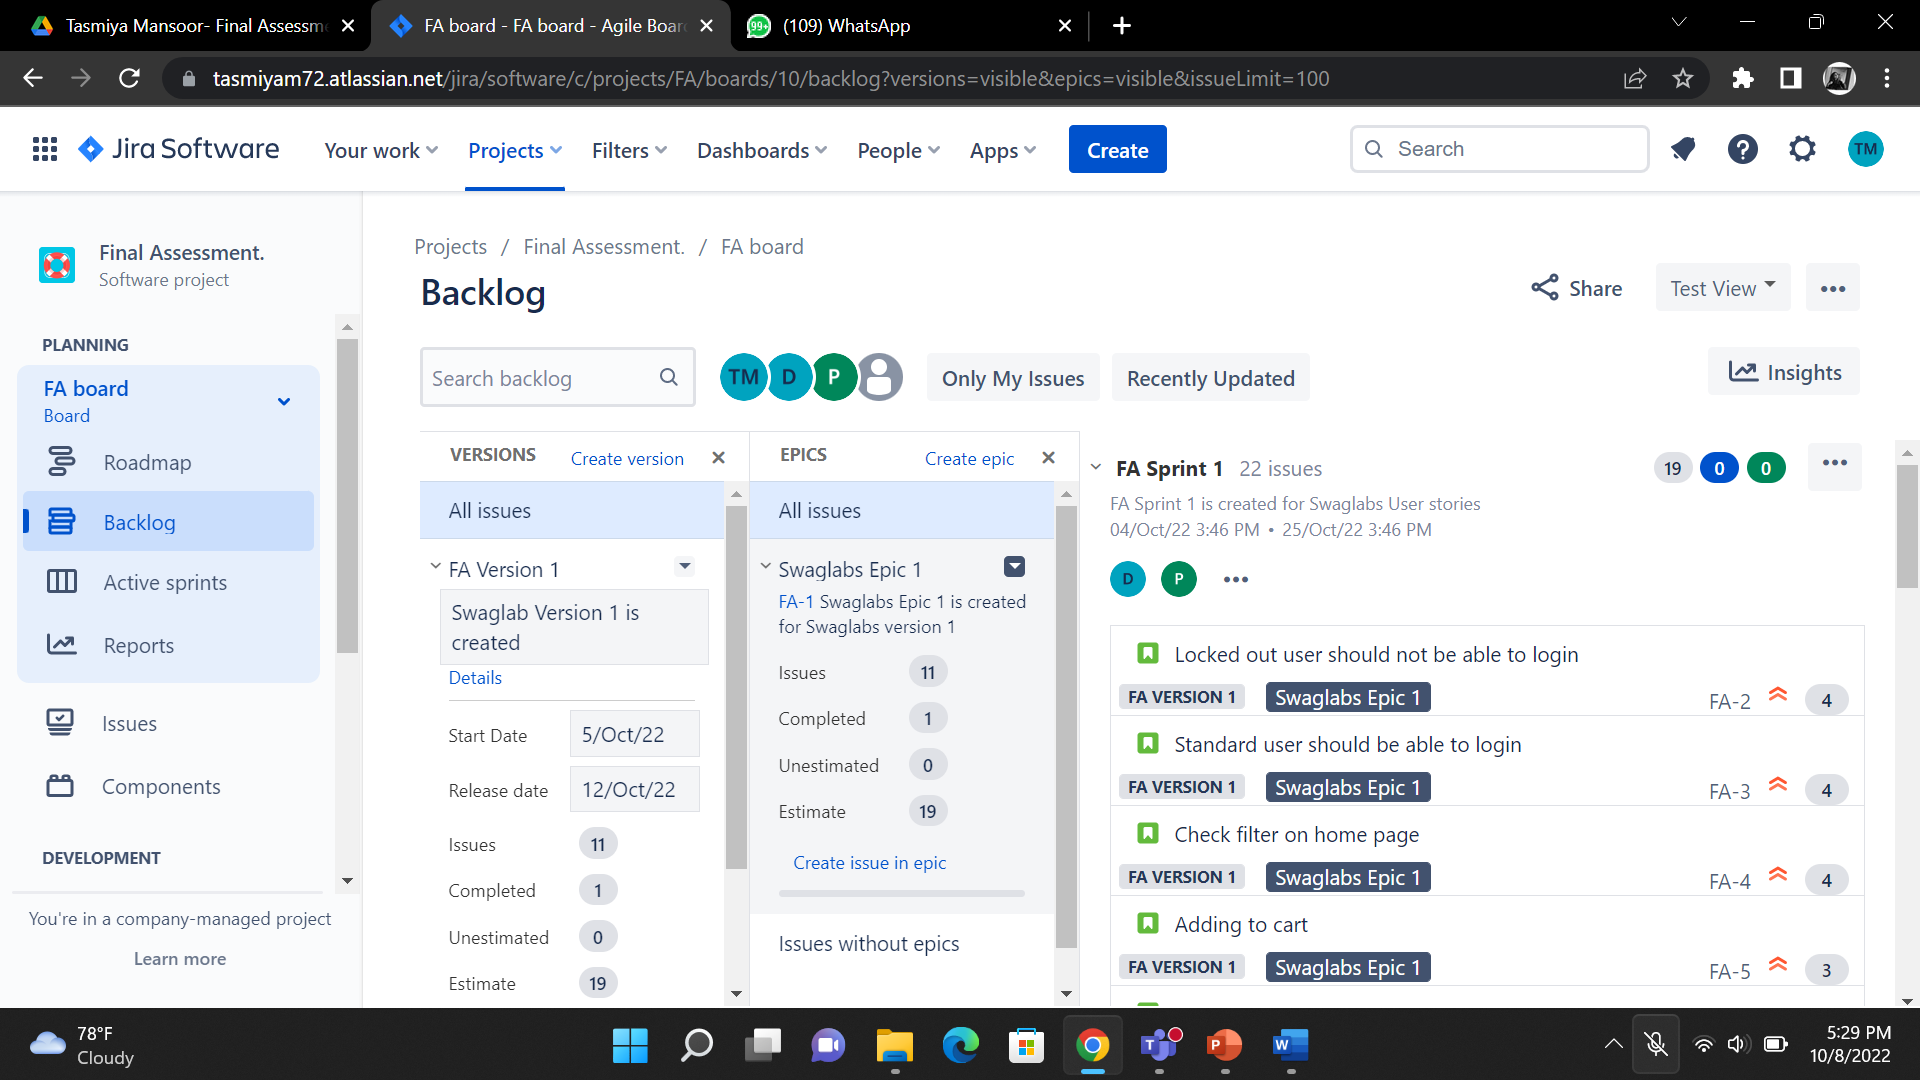 Tasmiya Mansoor- Final Assessm
FA board - FA board - Agile Boar
99+
(109) WhatsApp
tasmiyam72.atlassian.net/jira/software/c/projects/FA/boards/10/backlog?versions=visible&epics=visible&issueLimit=100
Jira Software
Your work
Projects
Filters
Dashboards
People
Apps
Create
Search
TM
Final Assessment.
Software project
PLANNING
FA board
Board
Roadmap
Backlog
Active sprints
Reports
Issues
Components
DEVELOPMENT
You're in a company-managed project
Learn more
Projects / Final Assessment. / FA board
Backlog
Share
Test View
Search backlog
TM D P
Only My Issues
Recently Updated
Insights
VERSIONS
Create version
All issues
FA Version 1
Swaglab Version 1 is
created
Details
Start Date 5/Oct/22
Release date 12/Oct/22
Issues 11
Completed 1
Unestimated 0
Estimate 19
EPICS
Create epic
All issues
Swaglabs Epic 1
FA-1 Swaglabs Epic 1 is created
for Swaglabs version 1
Issues 11
Completed 1
Unestimated 0
Estimate 19
Create issue in epic
Issues without epics
FA Sprint 1 22 issues
19 0 0
FA Sprint 1 is created for Swaglabs User stories
04/Oct/22 3:46 PM • 25/Oct/22 3:46 PM
D P
Locked out user should not be able to login
FA VERSION 1 Swaglabs Epic 1 FA-2 4
Standard user should be able to login
FA VERSION 1 Swaglabs Epic 1 FA-3 4
Check filter on home page
FA VERSION 1 Swaglabs Epic 1 FA-4 4
Adding to cart
FA VERSION 1 Swaglabs Epic 1 FA-5 3
78°F
Cloudy
5:29 PM
10/8/2022